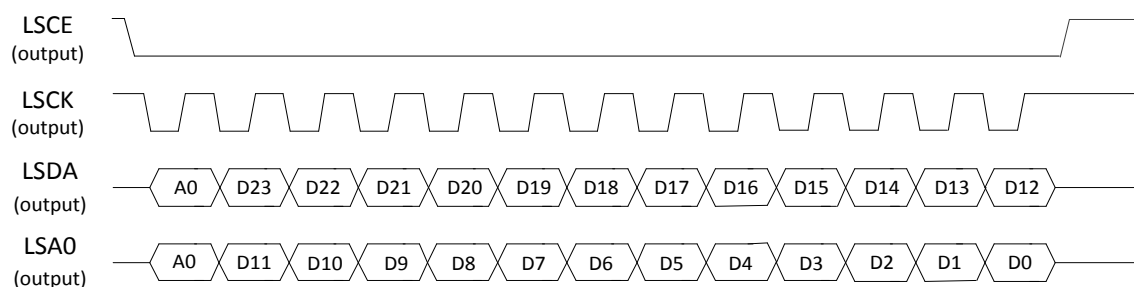 LSCE
(output)
LSCK
(output)
LSDA
(output)
A0 D23 D22 D21 D20 D19 D18 D17 D16 D15 D14 D13 D12
LSA0
(output)
A0 D11 D10 D9 D8 D7 D6 D5 D4 D3 D2 D1 D0